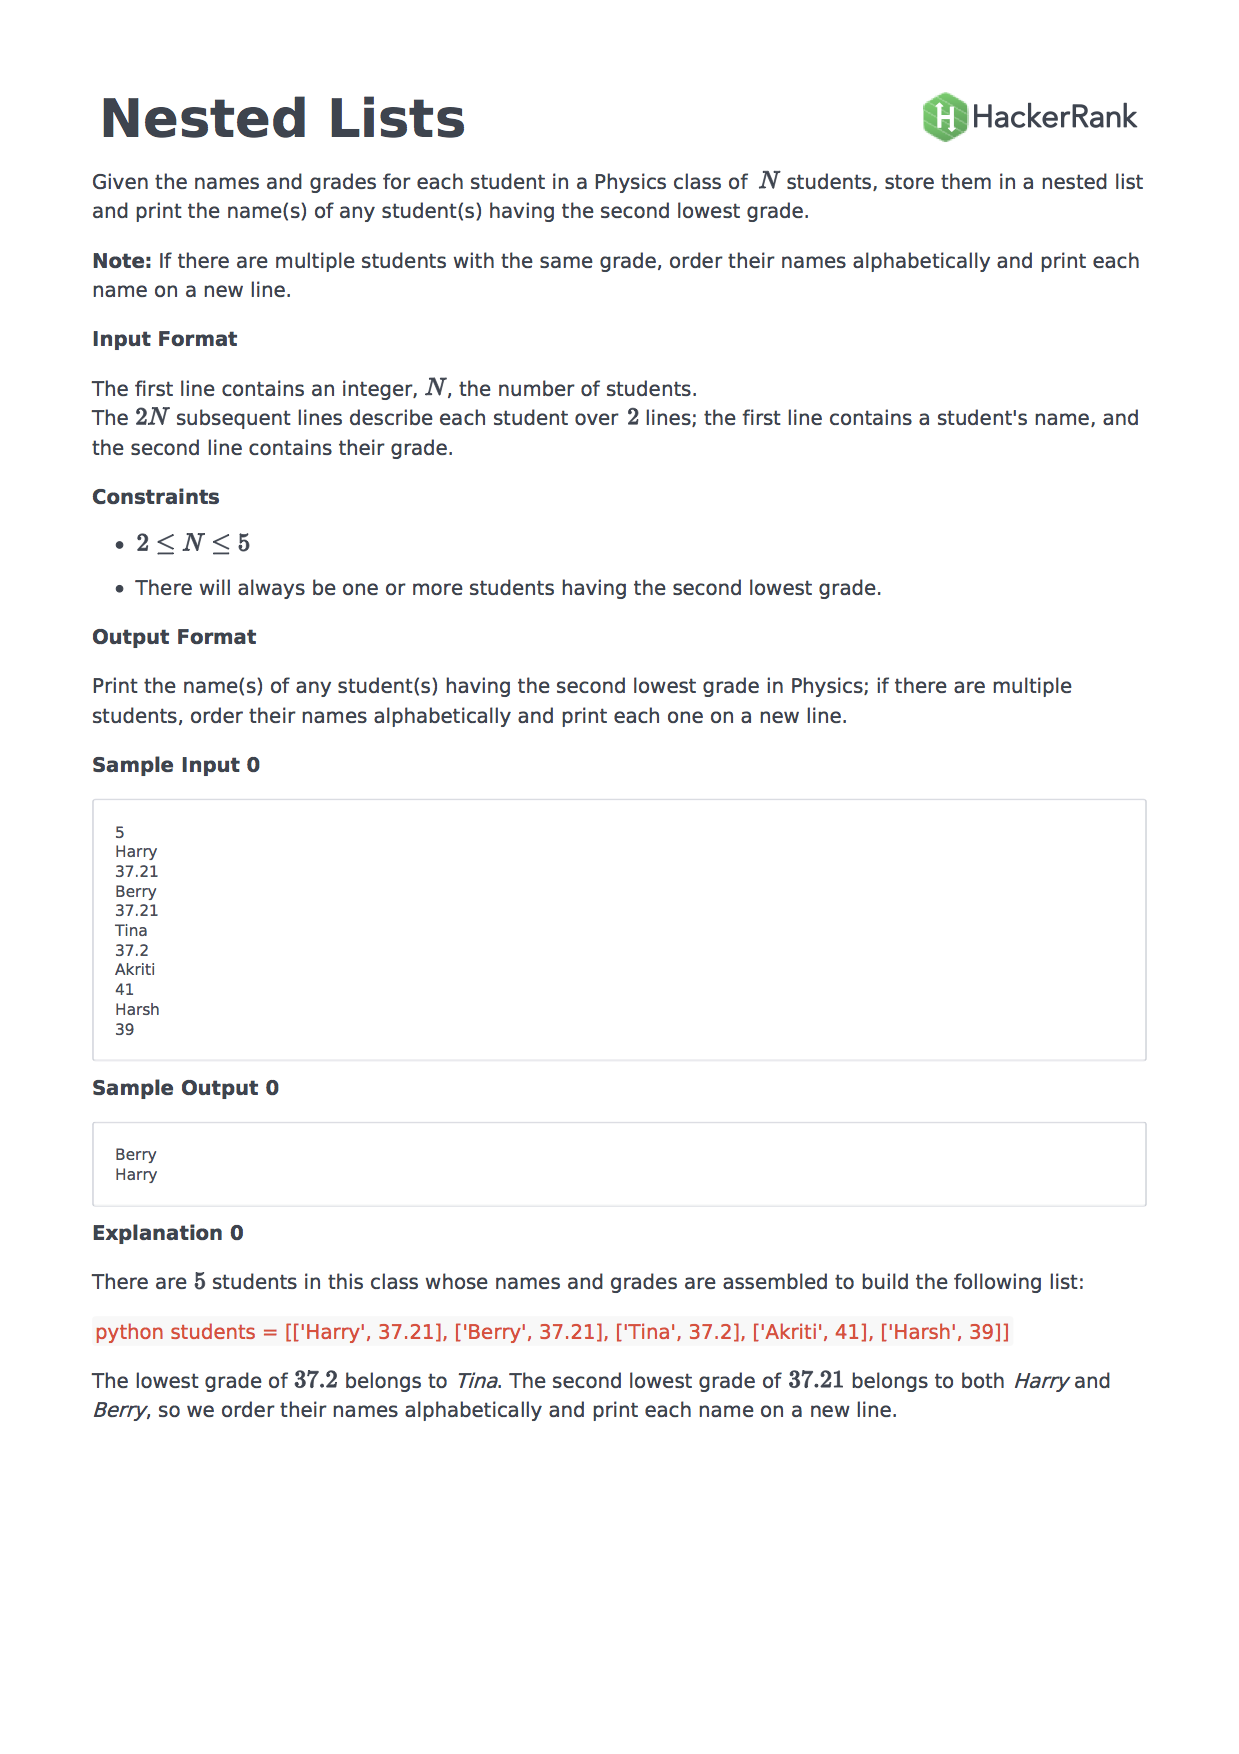 Nested Lists
HackerRank
Given the names and grades for each student in a Physics class of N students, store them in a nested list
and print the name(s) of any student(s) having the second lowest grade.
Note: If there are multiple students with the same grade, order their names alphabetically and print each
name on a new line.
Input Format
The first line contains an integer, N, the number of students.
The 2N subsequent lines describe each student over 2 lines; the first line contains a student's name, and
the second line contains their grade.
Constraints
• 2 ≤ N ≤ 5
• There will always be one or more students having the second lowest grade.
Output Format
Print the name(s) of any student(s) having the second lowest grade in Physics; if there are multiple
students, order their names alphabetically and print each one on a new line.
Sample Input 0
5
Harry
37.21
Berry
37.21
Tina
37.2
Akriti
41
Harsh
39
Sample Output 0
Berry
Harry
Explanation 0
There are 5 students in this class whose names and grades are assembled to build the following list:
python students = [['Harry', 37.21], ['Berry', 37.21], ['Tina', 37.2], ['Akriti', 41], ['Harsh', 39]]
The lowest grade of 37.2 belongs to Tina. The second lowest grade of 37.21 belongs to both Harry and
Berry, so we order their names alphabetically and print each name on a new line.